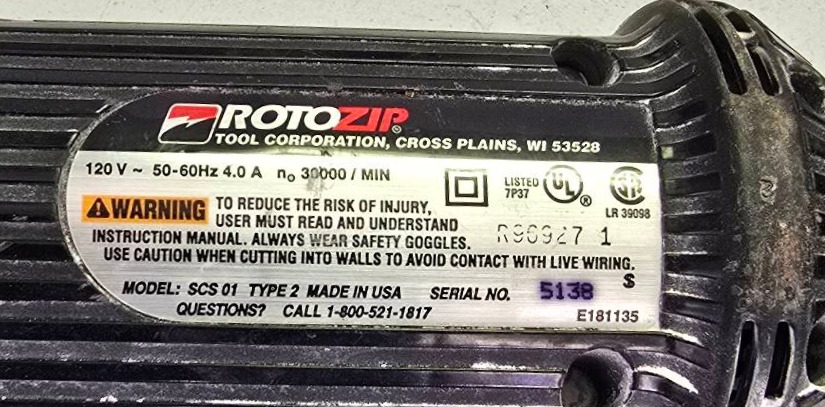 ROTOZIP®
TOOL CORPORATION, CROSS PLAINS, WI 53528
120 V ~ 50-60Hz 4.0 A n₀ 30000 / MIN
LISTED 7P37 UL ®
LR 39098
WARNING TO REDUCE THE RISK OF INJURY,
USER MUST READ AND UNDERSTAND
INSTRUCTION MANUAL. ALWAYS WEAR SAFETY GOGGLES.
1
USE CAUTION WHEN CUTTING INTO WALLS TO AVOID CONTACT WITH LIVE WIRING.
S
MODEL: SCS 01 TYPE 2 MADE IN USA SERIAL NO. 5138
QUESTIONS? CALL 1-800-521-1817
E181135